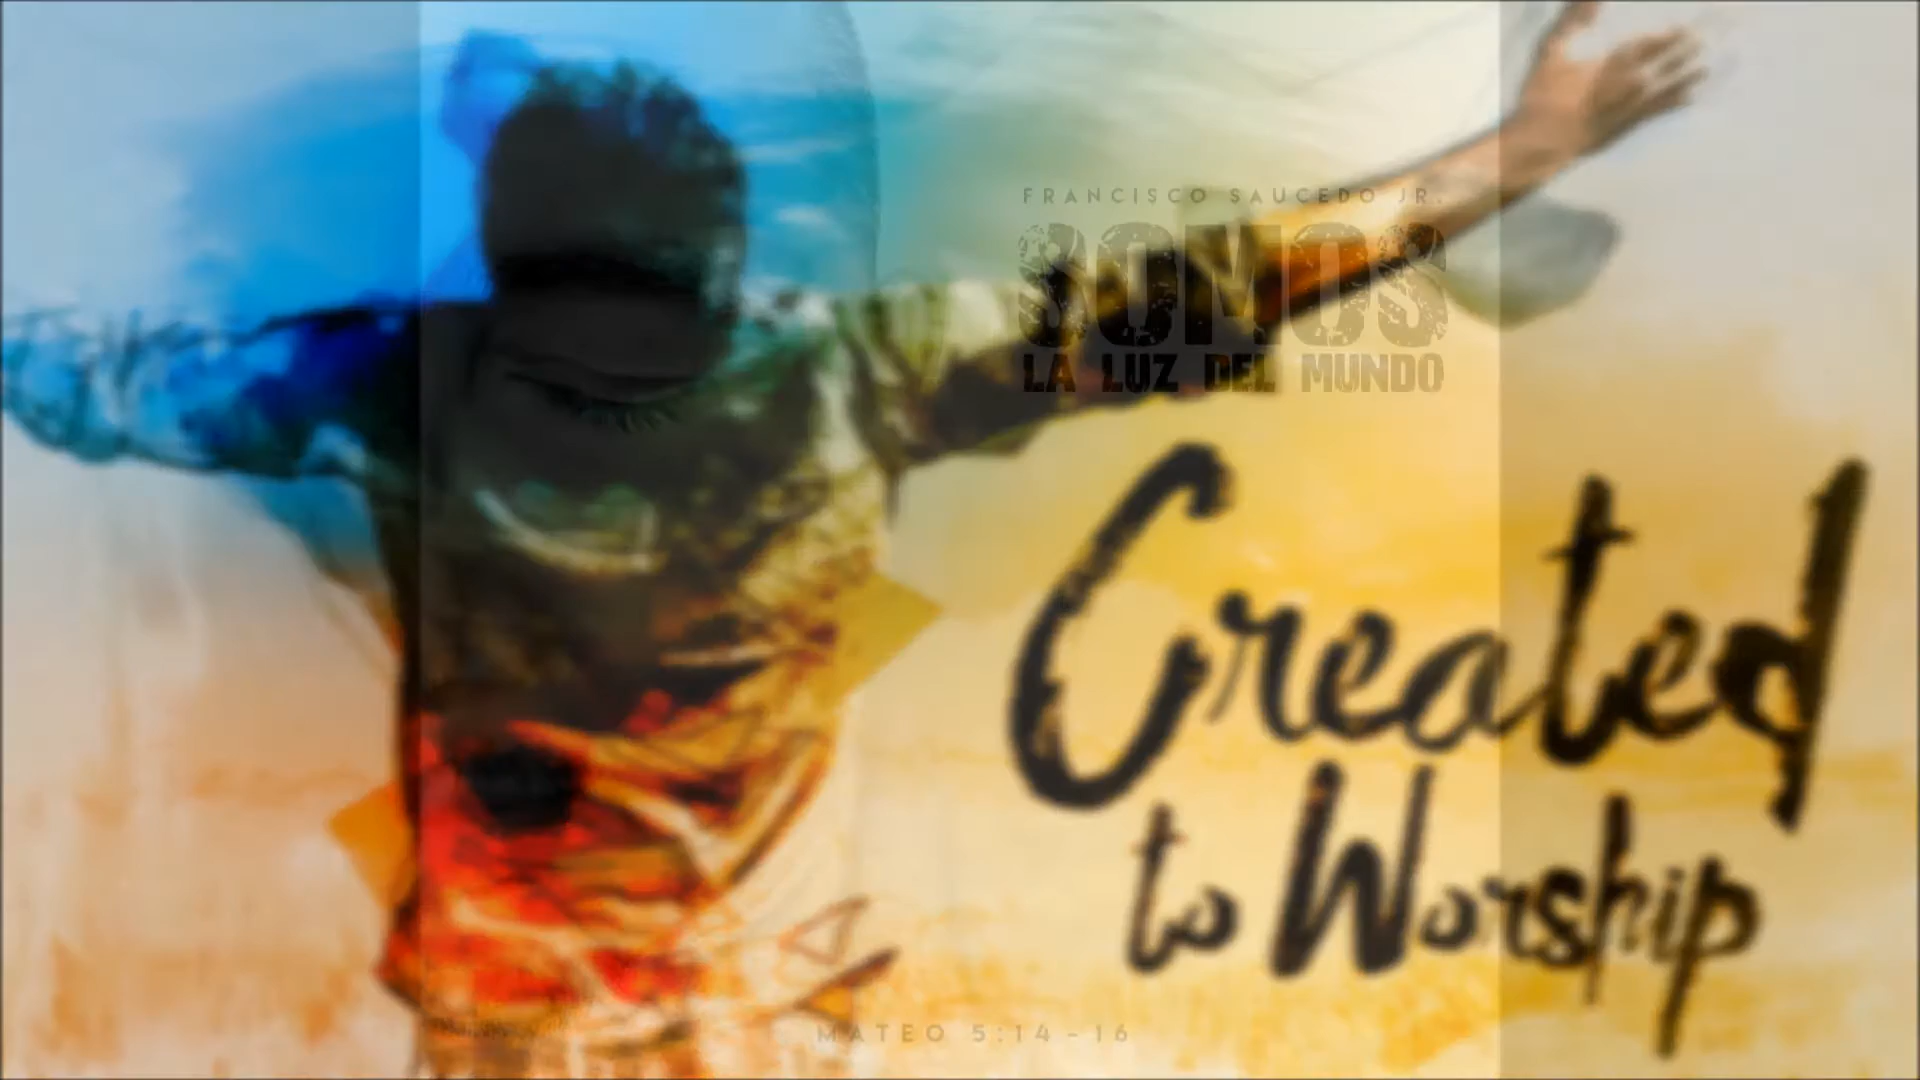 FRANCISCO SAUCEDO JR.
SOMOS
LA LUZ DEL MUNDO
Created
to Worship
MATEO 5:14-16